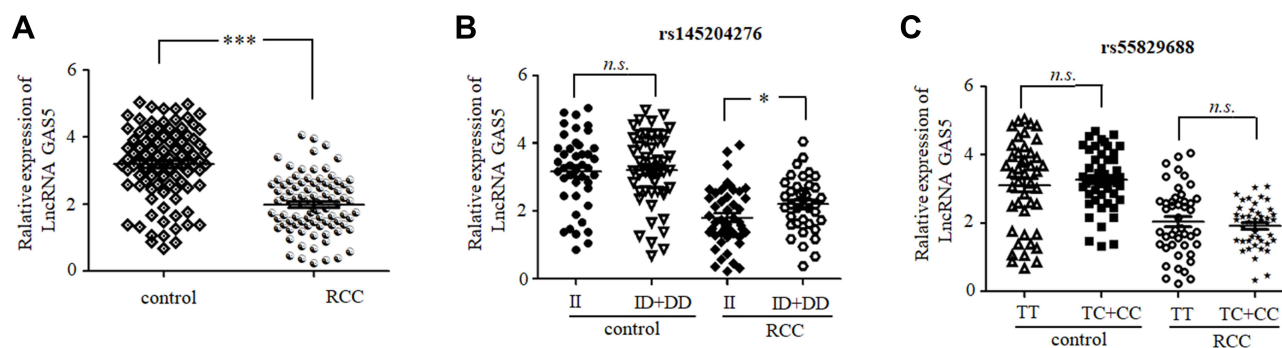 A
***
Ralative expression of
LncRNA GAS5
6
4
2
0
control
RCC
B
rs145204276
n.s.
*
Ralative expression of
LncRNA GAS5
6
4
2
0
II
ID+DD
II
ID+DD
control
RCC
C
rs55829688
n.s.
n.s.
Ralative expression of
LncRNA GAS5
6
4
2
0
TT
TC+CC
TT
TC+CC
control
RCC